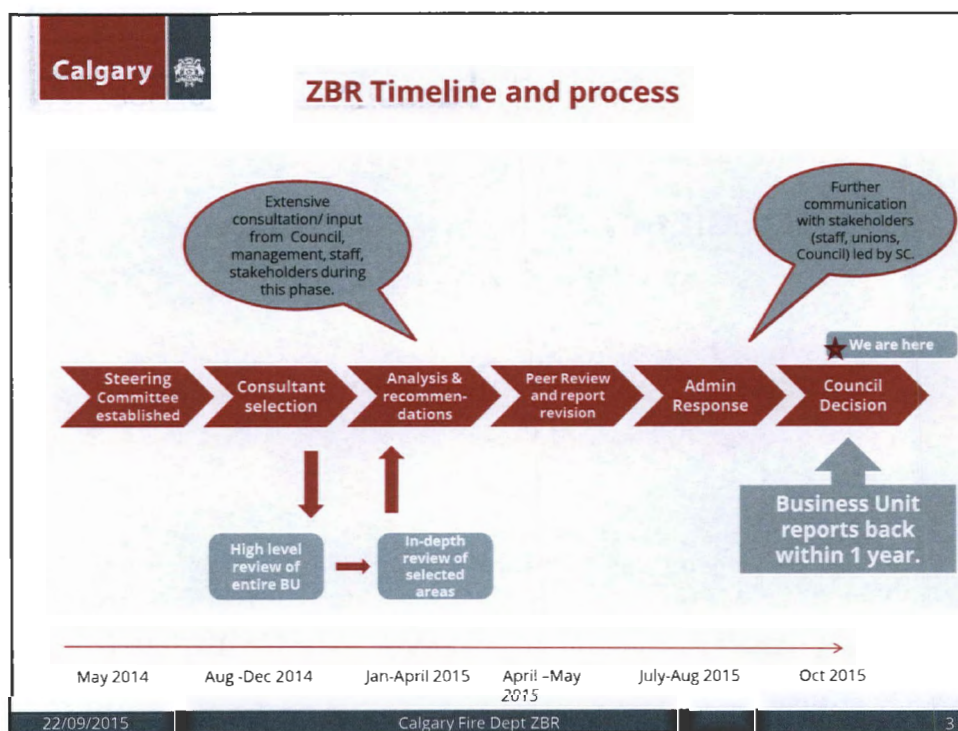 Calgary
ZBR Timeline and process
Extensive
consultation/ input
from Council,
management, staff,
stakeholders during
this phase.
Further
communication
with stakeholders
(staff, unions,
Council) led by SC.
We are here
Steering
Committee
established
Consultant
selection
Analysis &
recommen-
dations
Peer Review
and report
revision
Admin
Response
Council
Decision
High level
review of
entire BU
In-depth
review of
selected
areas
Business Unit
reports back
within 1 year.
May 2014
Aug -Dec 2014
Jan-April 2015
April –May
2015
July-Aug 2015
Oct 2015
22/09/2015
Calgary Fire Dept ZBR
3